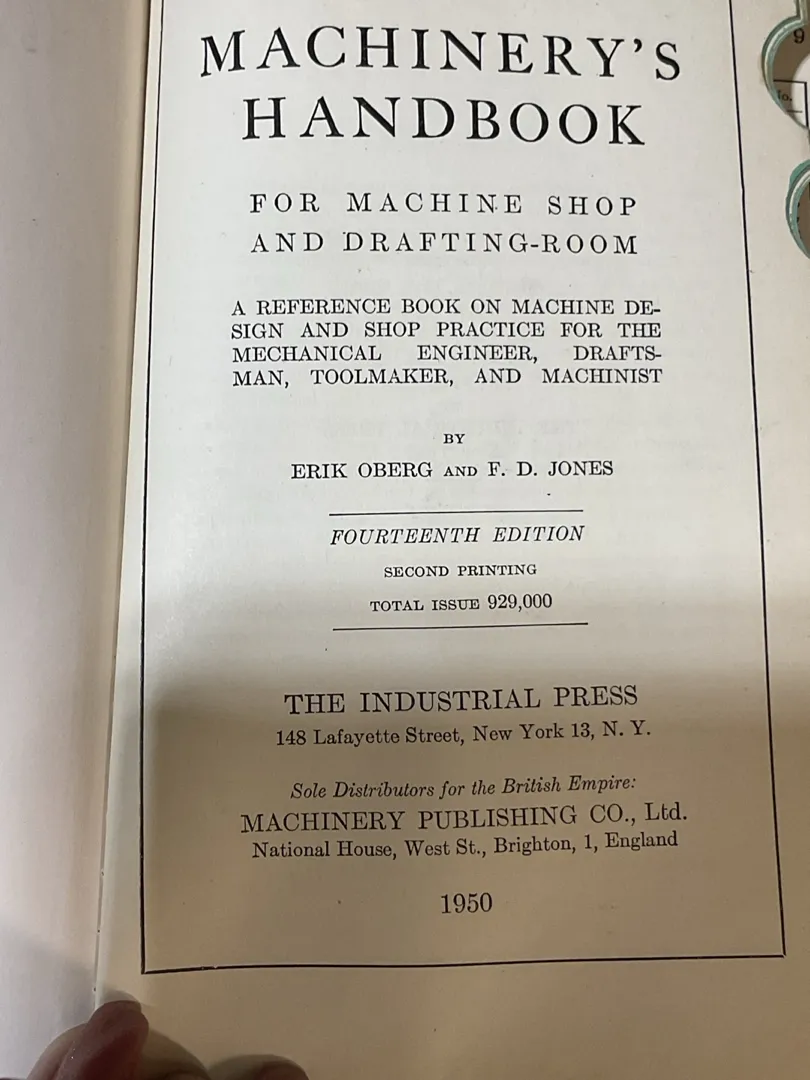 MACHINERY'S
HANDBOOK
FOR MACHINE SHOP
AND DRAFTING-ROOM
A REFERENCE BOOK ON MACHINE DE-
SIGN AND SHOP PRACTICE FOR THE
MECHANICAL ENGINEER, DRAFTS-
MAN, TOOLMAKER, AND MACHINIST
BY
ERIK OBERG AND F. D. JONES
FOURTEENTH EDITION
SECOND PRINTING
TOTAL ISSUE 929,000
THE INDUSTRIAL PRESS
148 Lafayette Street, New York 13, N. Y.
Sole Distributors for the British Empire:
MACHINERY PUBLISHING CO., Ltd.
National House, West St., Brighton, 1, England
1950
9